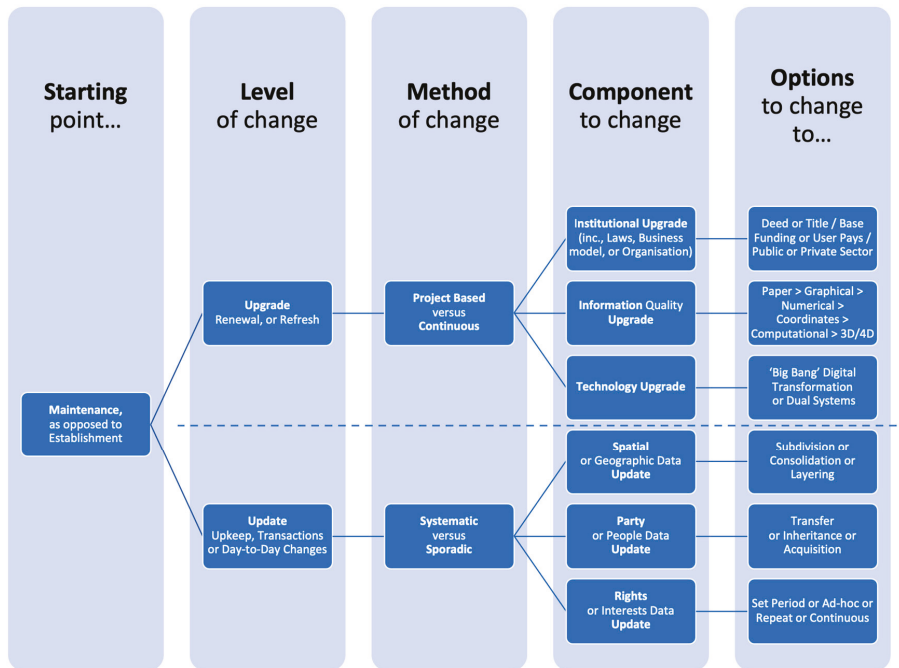 Starting
point...
Level
of change
Method
of change
Component
to change
Options
to change
to...
Maintenance,
as opposed to
Establishment
Upgrade
Renewal, or Refresh
Project Based
versus
Continuous
Institutional Upgrade
(inc., Laws, Business
model, or Organisation)
Deed or Title / Base
Funding or User Pays /
Public or Private Sector
Information Quality
Upgrade
Paper > Graphical >
Numerical >
Coordinates >
Computational > 3D/4D
Technology Upgrade
‘Big Bang’ Digital
Transformation
or Dual Systems
Update
Upkeep, Transactions
or Day-to-Day Changes
Systematic
versus
Sporadic
Spatial
or Geographic Data
Update
Subdivision or
Consolidation or
Layering
Party
or People Data
Update
Transfer
or Inheritance or
Acquisition
Rights
or Interests Data
Update
Set Period or Ad-hoc or
Repeat or Continuous